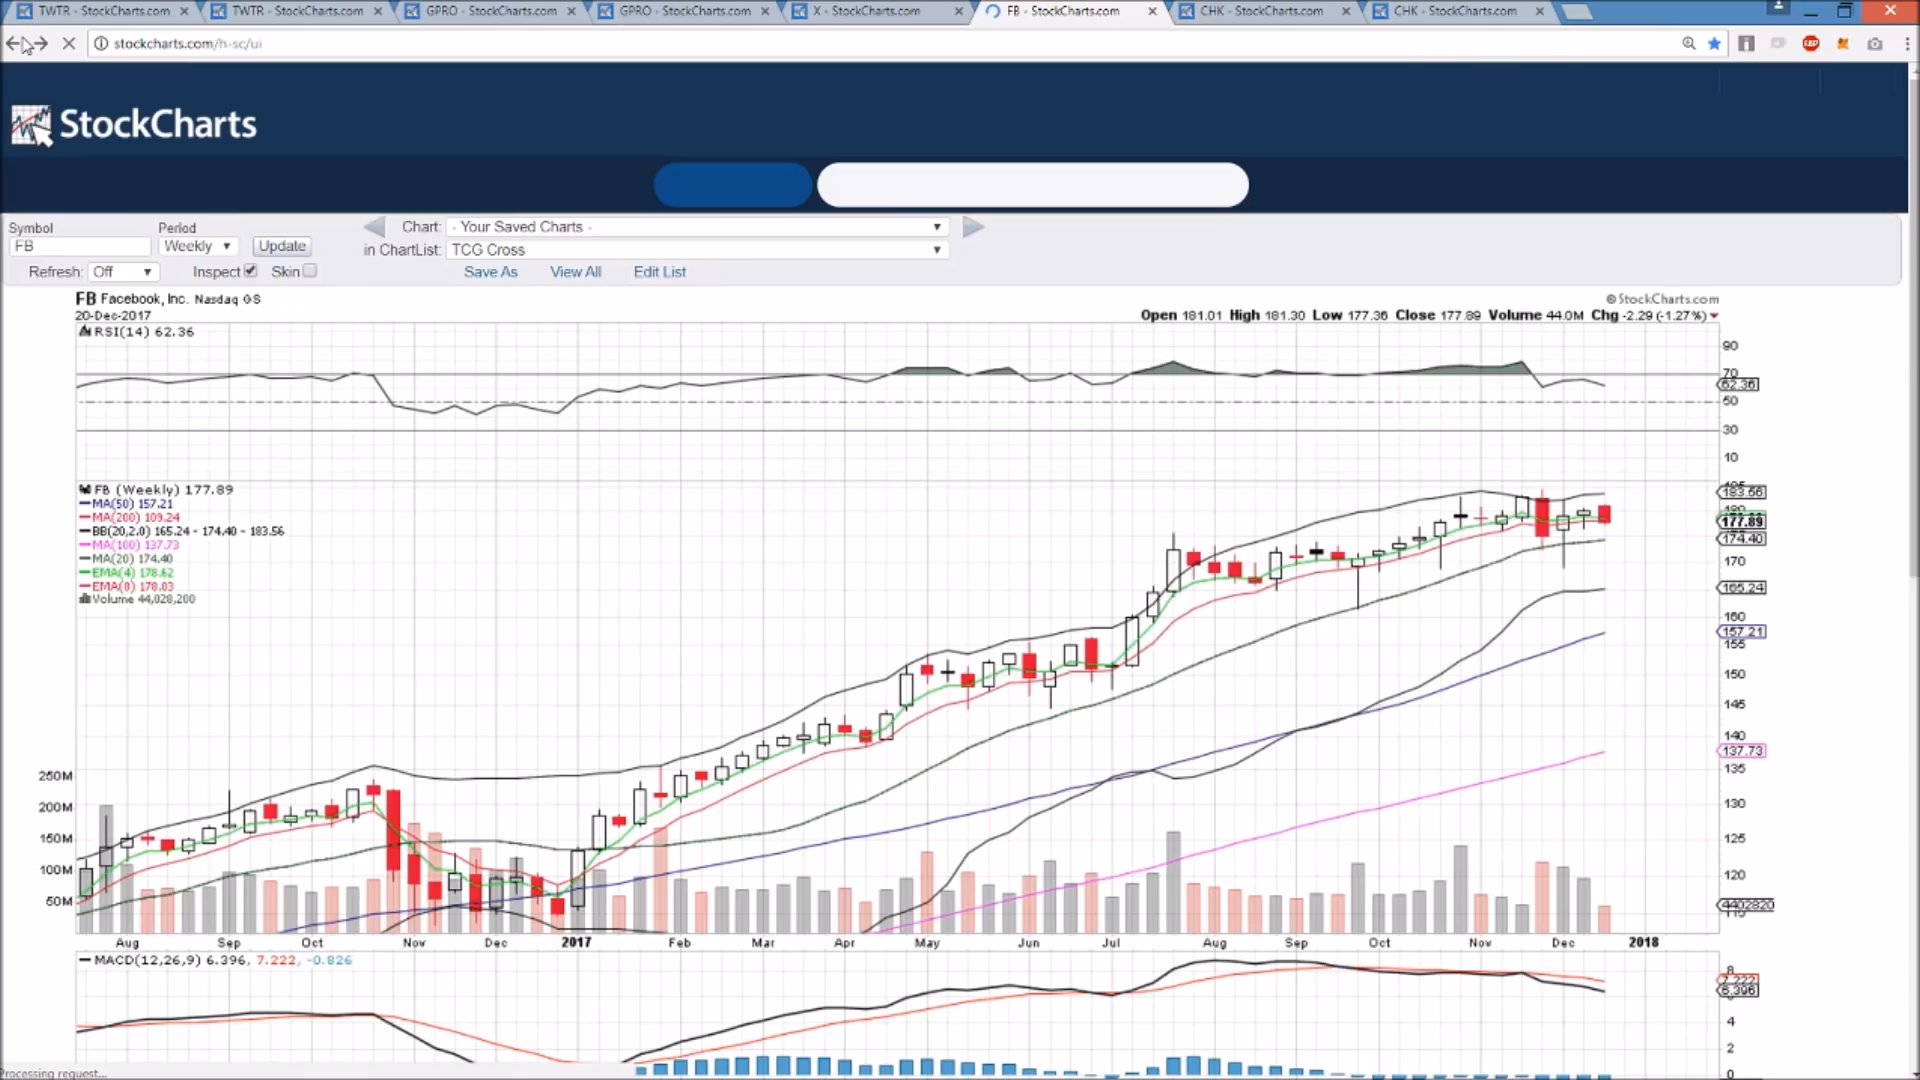 TWTR - StockCharts.com
TWTR - StockCharts.com
GPRO - StockCharts.com
GPRO - StockCharts.com
X - StockCharts.com
FB - StockCharts.com
CHK - StockCharts.com
CHK - StockCharts.com
stockcharts.com/h-sc/ui
StockCharts
Symbol
Period
FB
Weekly
Update
Refresh: Off
Inspect
Skin
Chart: - Your Saved Charts -
in ChartList: TCG Cross
Save As
View All
Edit List
FB Facebook, Inc. Nasdaq GS
© StockCharts.com
20-Dec-2017
Open 181.01 High 181.30 Low 177.36 Close 177.89 Volume 44.0M Chg -2.29 (-1.27%)
RSI(14) 62.36
90
70
62.36
50
30
10
FB (Weekly) 177.89
MA(50) 157.21
MA(200) 109.24
BB(20,2.0) 165.24 - 174.40 - 183.56
MA(100) 137.73
MA(20) 174.40
EMA(4) 178.62
EMA(8) 178.03
Volume 44,028,200
183.56
177.89
174.40
170
165.24
160
157.21
155
150
145
140
137.73
135
130
125
120
115
250M
200M
150M
100M
50M
Aug Sep Oct Nov Dec 2017 Feb Mar Apr May Jun Jul Aug Sep Oct Nov Dec 2018
MACD(12,26,9) 6.396, 7.222, -0.826
8
7.222
6.396
4
2
0
Processing request...